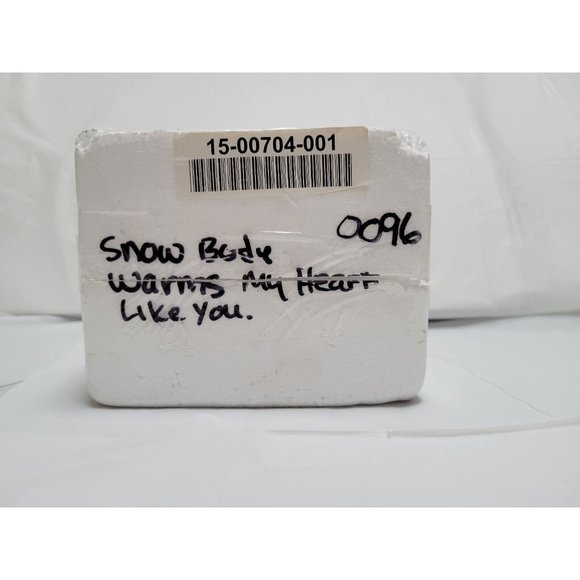 15-00704-001
0096
Snow Body
Warms My Heart
Like You.